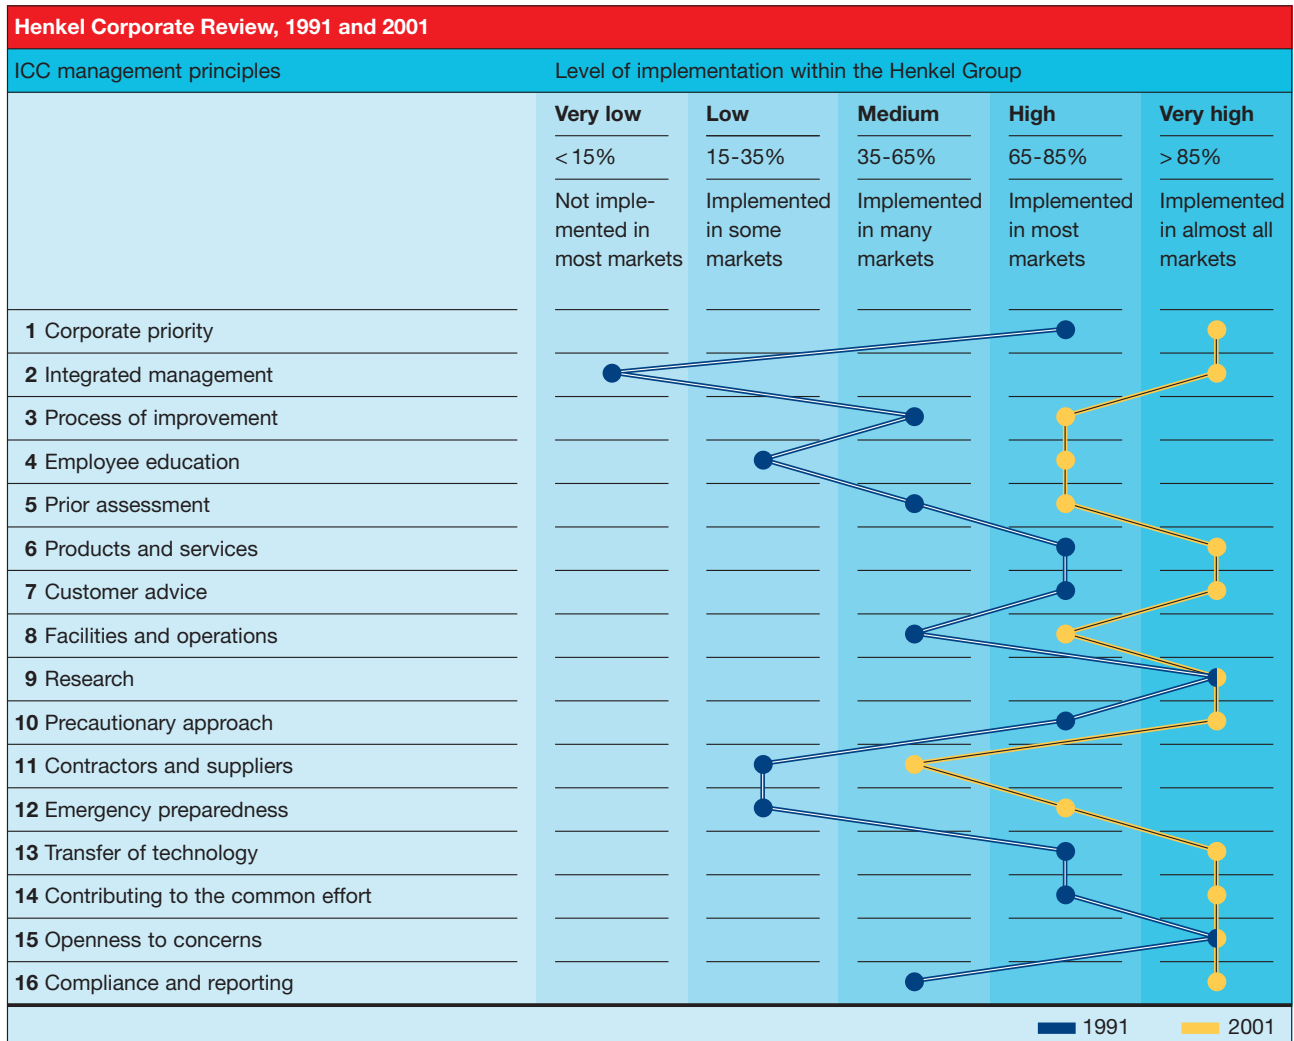 Henkel Corporate Review, 1991 and 2001
ICC management principles
Level of implementation within the Henkel Group
Very low
Low
Medium
High
Very high
<15%
15-35%
35-65%
65-85%
>85%
Not imple-
mented in
most markets
Implemented
in some
markets
Implemented
in many
markets
Implemented
in most
markets
Implemented
in almost all
markets
1 Corporate priority
2 Integrated management
3 Process of improvement
4 Employee education
5 Prior assessment
6 Products and services
7 Customer advice
8 Facilities and operations
9 Research
10 Precautionary approach
11 Contractors and suppliers
12 Emergency preparedness
13 Transfer of technology
14 Contributing to the common effort
15 Openness to concerns
16 Compliance and reporting
1991
2001